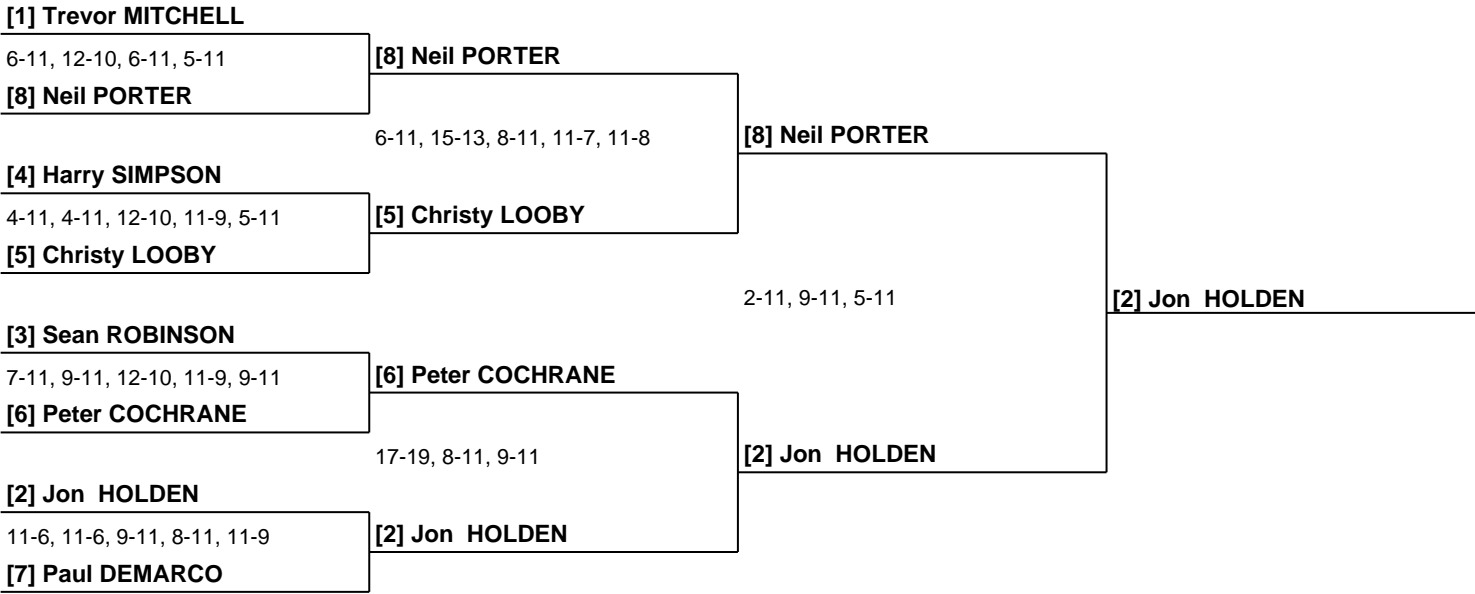 [1] Trevor MITCHELL
6-11, 12-10, 6-11, 5-11
[8] Neil PORTER
[8] Neil PORTER
6-11, 15-13, 8-11, 11-7, 11-8
[8] Neil PORTER
[4] Harry SIMPSON
4-11, 4-11, 12-10, 11-9, 5-11
[5] Christy LOOBY
[5] Christy LOOBY
2-11, 9-11, 5-11
[2] Jon  HOLDEN
[3] Sean ROBINSON
7-11, 9-11, 12-10, 11-9, 9-11
[6] Peter COCHRANE
[6] Peter COCHRANE
17-19, 8-11, 9-11
[2] Jon  HOLDEN
[2] Jon  HOLDEN
11-6, 11-6, 9-11, 8-11, 11-9
[2] Jon  HOLDEN
[7] Paul DEMARCO